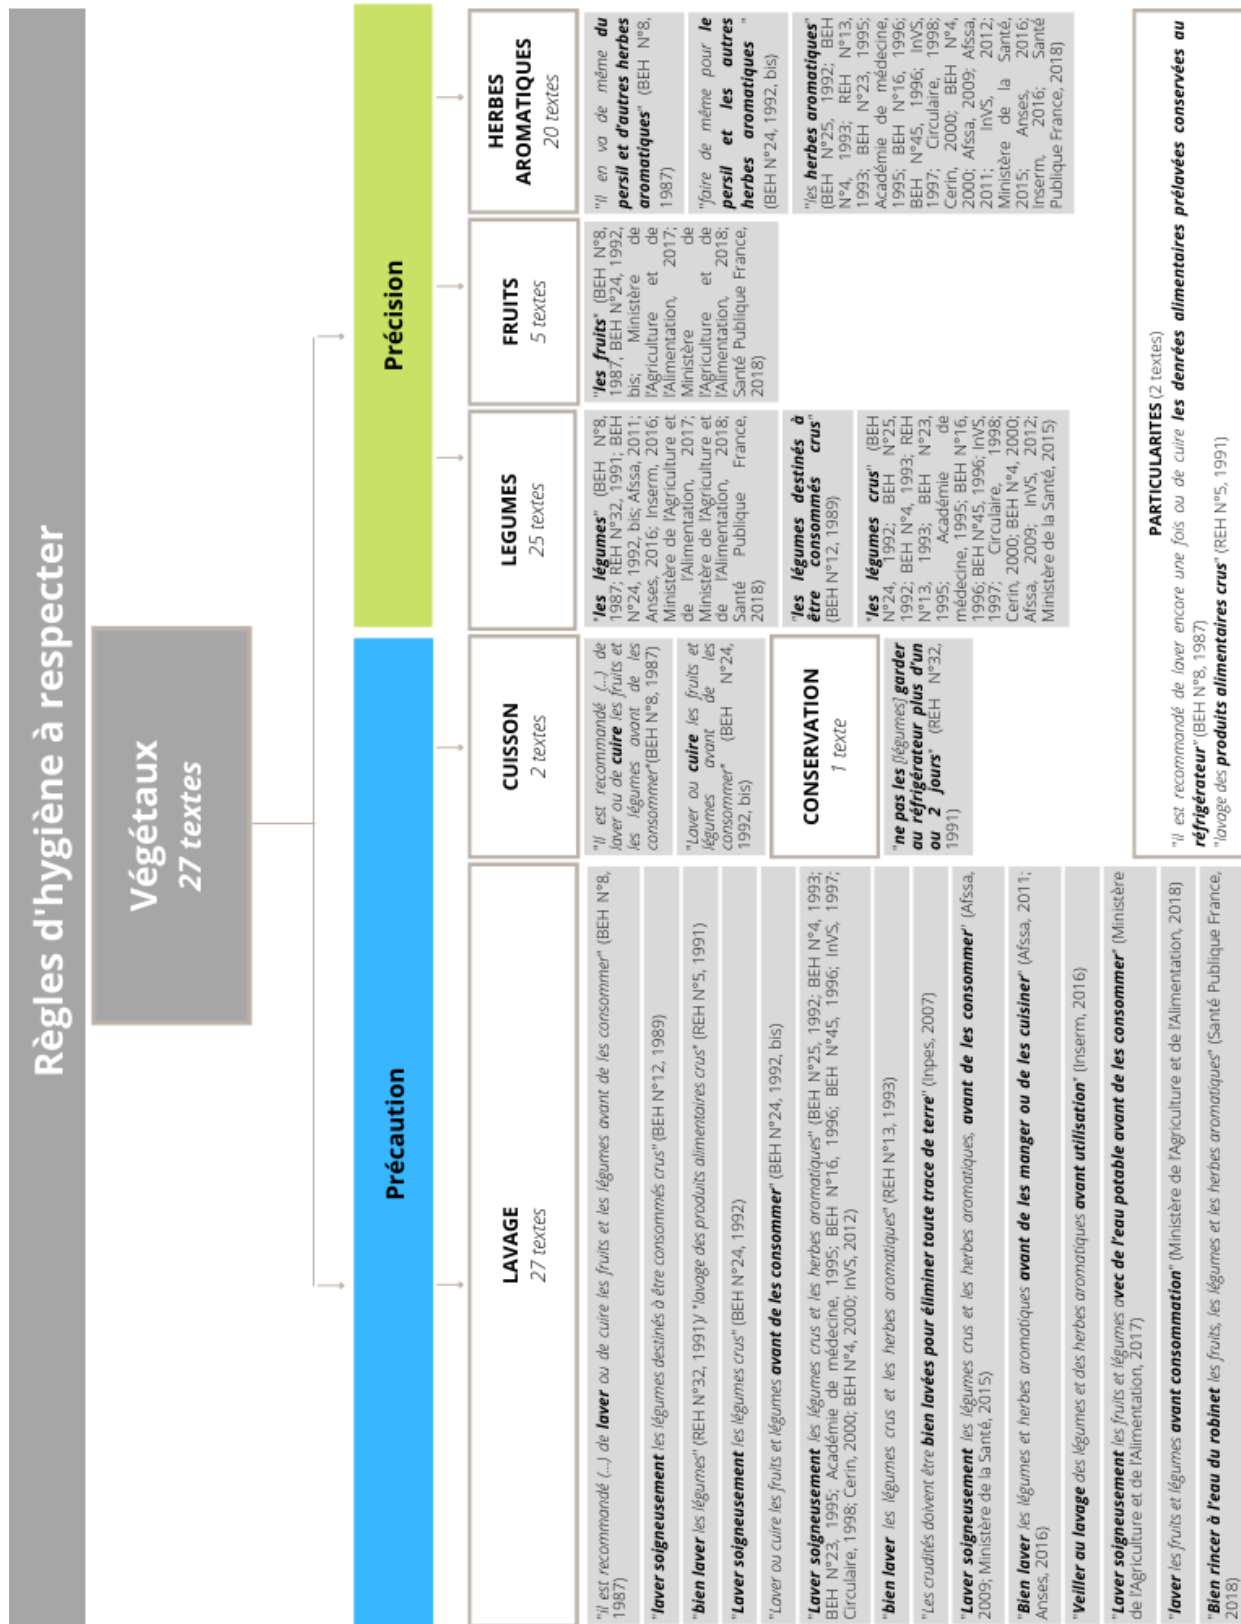 Règles d'hygiène à respecter
Végétaux
27 textes
Précaution
LAVAGE
27 textes
"il est recommandé (...) de laver ou de cuire les fruits et les légumes avant de les consommer" (BEH N°8,
1987)
"laver soigneusement les légumes destinés à être consommés crus" (BEH N°12, 1989)
"bien laver les légumes" (REH N°32, 1991)/ "lavage des produits alimentaires crus" (REH N°5, 1991)
"Laver soigneusement les légumes crus" (BEH N°24, 1992)
"Laver ou cuire les fruits et légumes avant de les consommer" (BEH N°24, 1992, bis)
"Laver soigneusement les légumes crus et les herbes aromatiques" (BEH N°25, 1992; BEH N°4, 1993;
BEH N°23, 1995; Académie de médecine, 1995; BEH N°16, 1996; BEH N°45, 1996; InVS, 1997;
Circulaire, 1998; Cerin, 2000; BEH N°4, 2000; InVS, 2012)
"bien laver les légumes crus et les herbes aromatiques" (REH N°13, 1993)
"Les crudités doivent être bien lavées pour éliminer toute trace de terre" (Inpes, 2007)
"Laver soigneusement les légumes crus et les herbes aromatiques, avant de les consommer" (Afssa,
2009; Ministère de la Santé, 2015)
"Bien laver les légumes et herbes aromatiques avant de les manger ou de les cuisiner" (Afssa, 2011;
Anses, 2016)
Veiller au lavage des légumes et des herbes aromatiques avant utilisation" (Inserm, 2016)
"Laver soigneusement les fruits et légumes avec de l'eau potable avant de les consommer" (Ministère
de l'Agriculture et de l'Alimentation, 2017)
"laver les fruits et légumes avant consommation" (Ministère de l'Agriculture et de l'Alimentation, 2018)
"Bien rincer à l'eau du robinet les fruits, les légumes et les herbes aromatiques" (Santé Publique France,
2018)
CUISSON
2 textes
"Il est recommandé (...) de
laver ou de cuire les fruits et
les légumes avant de les
consommer"(BEH N°8, 1987)
"Laver ou cuire les fruits et
légumes avant de les
consommer" (BEH N°24,
1992, bis)
CONSERVATION
1 texte
"ne pas les [légumes] garder
au réfrigérateur plus d'un
ou 2 jours" (REH N°32,
1991)
Précision
LEGUMES
25 textes
"les légumes" (BEH N°8,
1987; REH N°32, 1991; BEH
N°24, 1992, bis; Afssa, 2011;
Anses, 2016; Inserm, 2016;
Ministère de l'Agriculture et
de l'Alimentation, 2017;
Ministère de l'Agriculture et
de l'Alimentation, 2018;
Santé Publique France,
2018)
"les légumes destinés à
être consommés crus"
(BEH N°12, 1989)
"les légumes crus" (BEH
N°24, 1992; BEH N°25,
1992; BEH N°4, 1993; REH
N°13, 1993; BEH N°23,
1995; Académie de
médecine, 1995; BEH N°16,
1996; BEH N°45, 1996; InVS,
1997; Circulaire, 1998;
Cerin, 2000; BEH N°4, 2000;
Afssa, 2009; InVS, 2012;
Ministère de la Santé, 2015)
FRUITS
5 textes
"les fruits" (BEH N°8,
1987, BEH N°24, 1992,
bis; Ministère de
l'Agriculture et de
l'Alimentation, 2017;
Ministère de
l'Agriculture et de
l'Alimentation, 2018;
Santé Publique France,
2018)
HERBES
AROMATIQUES
20 textes
"Il en va de même du
persil et d'autres herbes
aromatiques" (BEH N°8,
1987)
"faire de même pour le
persil et les autres
herbes aromatiques "
(BEH N°24, 1992, bis)
"les herbes aromatiques"
(BEH N°25, 1992; BEH
N°4, 1993; REH N°13,
1993; BEH N°23, 1995;
Académie de médecine,
1995; BEH N°16, 1996;
BEH N°45, 1996; InVS,
1997; Circulaire, 1998;
Cerin, 2000; BEH N°4,
2000; Afssa, 2009; Afssa,
2011; InVS, 2012;
Ministère de la Santé,
2015; Anses, 2016;
Inserm, 2016; Santé
Publique France, 2018)
PARTICULARITES (2 textes)
"il est recommandé de laver encore une fois ou de cuire les denrées alimentaires prélavées conservées au
réfrigérateur" (BEH N°8, 1987)
"lavage des produits alimentaires crus" (REH N°5, 1991)